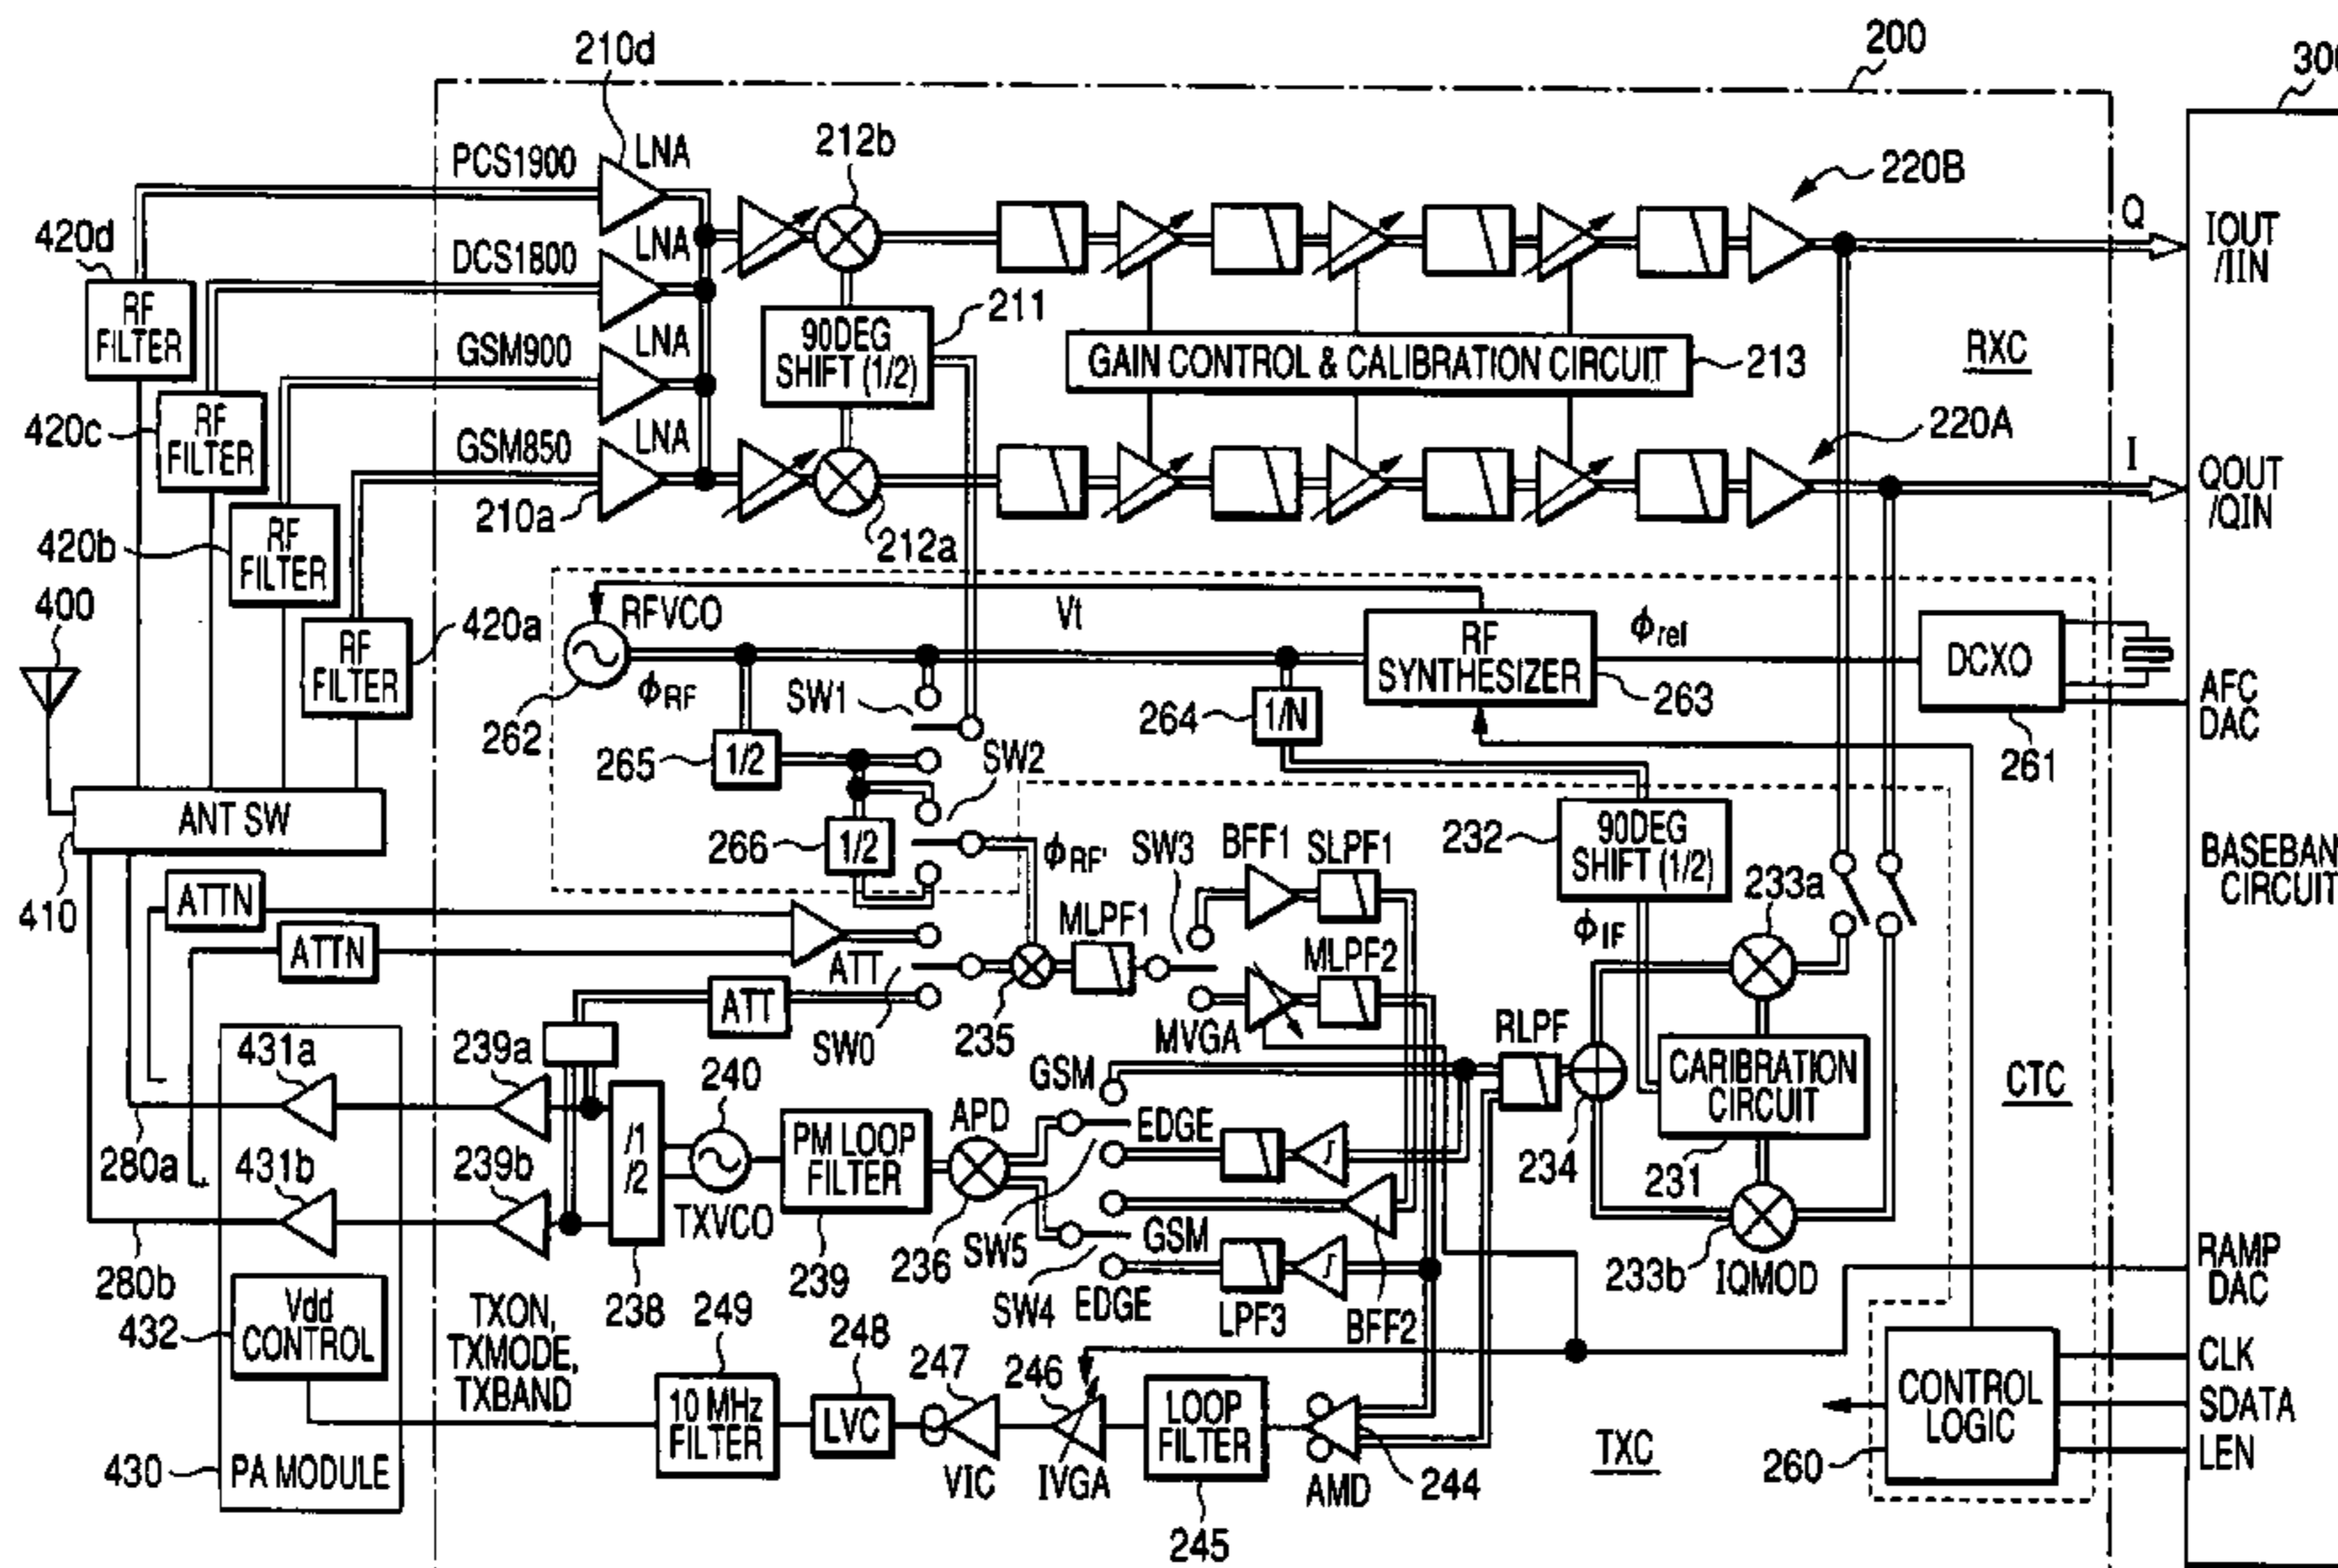 210d
200
300
PCS1900
LNA
212b
220B
420d
RF
FILTER
DCS1800
LNA
Q
IOUT
/IIN
90DEG
SHIFT (1/2)
211
GSM900
LNA
GAIN CONTROL & CALIBRATION CIRCUIT
213
RXC
420c
RF
FILTER
GSM850
LNA
220A
I
QOUT
/QIN
210a
212a
420b
RF
FILTER
400
420a
RF
FILTER
RFVCO
Vt
RF
SYNTHESIZER
ϕref
DCXO
AFC
DAC
ϕRF
SW1
262
264
1/N
263
261
265
1/2
SW2
ANT SW
266
1/2
232
90DEG
SHIFT (1/2)
ϕRF'
SW3
BFF1
SLPF1
233a
BASEBAN
CIRCUIT
410
ATTN
ATTN
ATT
MLPF1
MLPF2
ϕIF
ATT
SW0
235
MVGA
RLPF
431a
239a
240
GSM
CARIBRATION
CIRCUIT
CTC
APD
EDGE
280a
431b
239b
/1
/2
TXVCO
PM LOOP
FILTER
234
231
280b
238
239
236
SW5
GSM
233b
IQMOD
RAMP
DAC
SW4
EDGE
LPF3
BFF2
432
Vdd
CONTROL
TXON,
TXMODE,
TXBAND
249
248
247
246
CLK
10 MHz
FILTER
LVC
LOOP
FILTER
CONTROL
LOGIC
SDATA
430
PA MODULE
VIC
IVGA
AMD
244
TXC
260
LEN
245